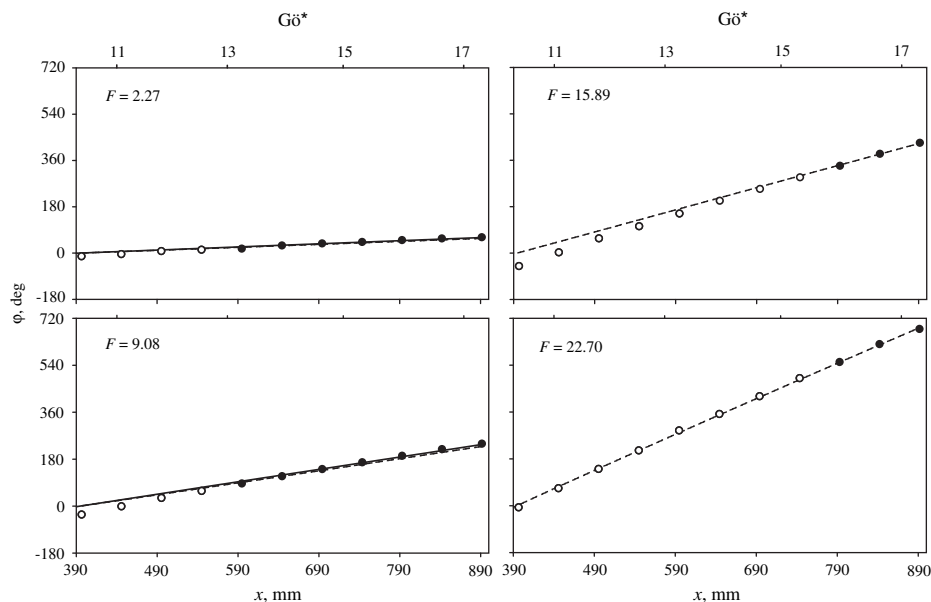 Gö* Gö*
11 13 15 17 11 13 15 17
720
540
360
180
0
-180
F = 2.27 F = 15.89
φ, deg
720
540
360
180
0
-180
F = 9.08 F = 22.70
390 490 590 690 790 890 390 490 590 690 790 890
x, mm x, mm